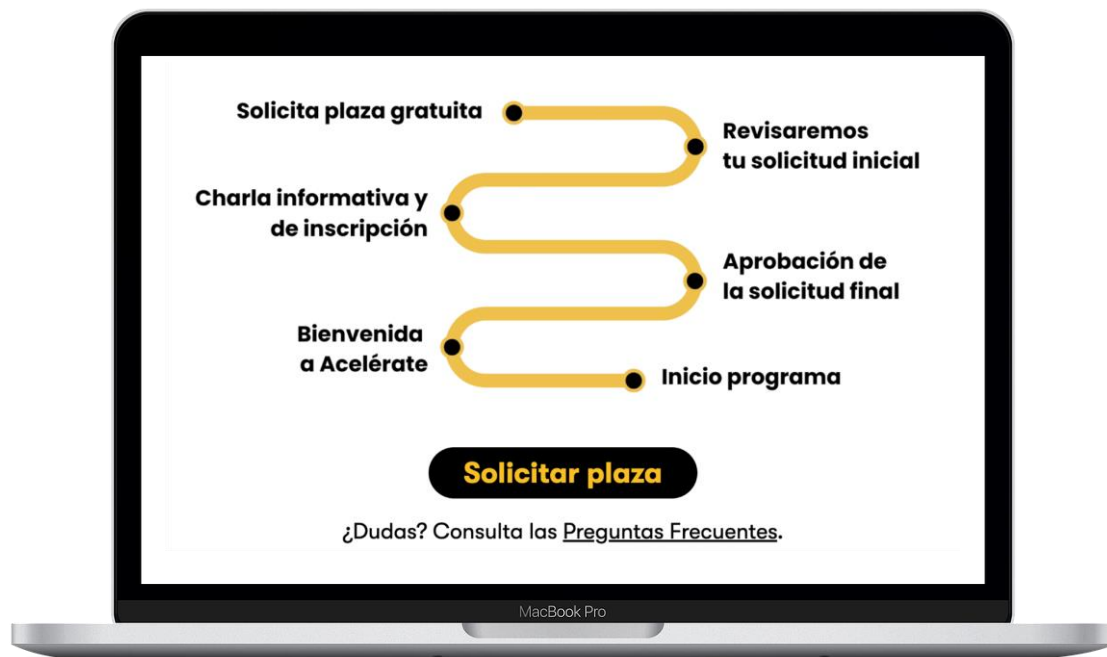 Solicita plaza gratuita
Revisaremos
tu solicitud inicial
Charla informativa y
de inscripción
Aprobación de
la solicitud final
Bienvenida
a Acelérate
Inicio programa
Solicitar plaza
¿Dudas? Consulta las Preguntas Frecuentes.
MacBook Pro